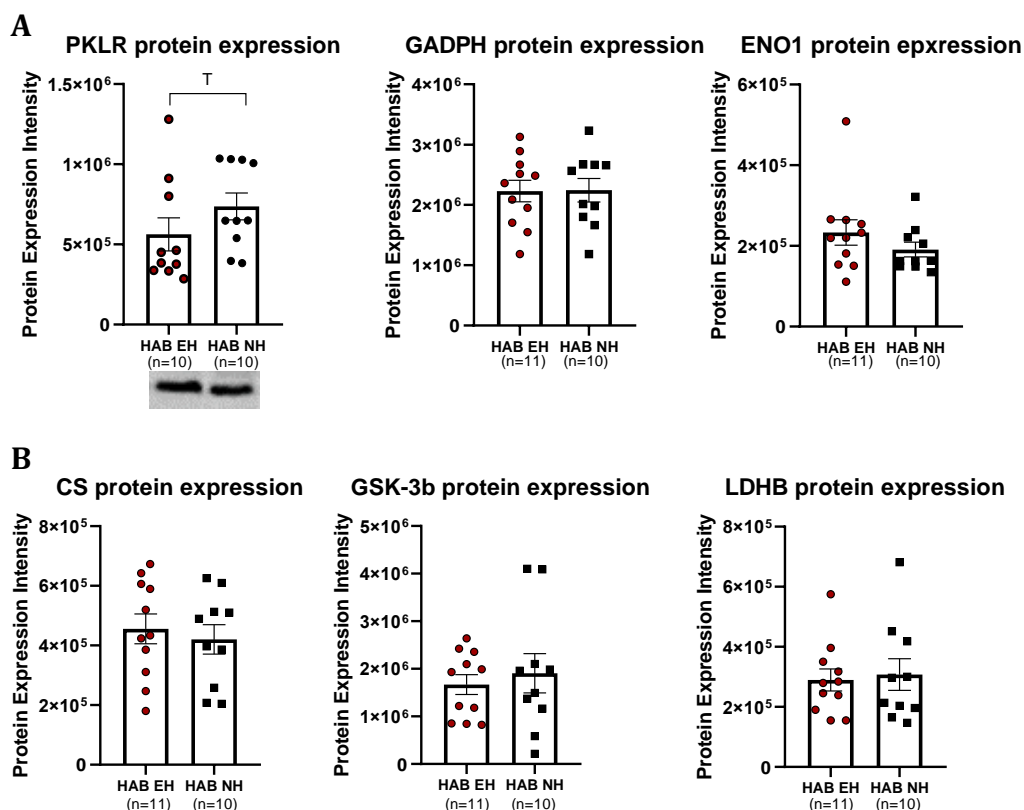 A
PKLR protein expression
Protein Expression Intensity
1.5×10⁶
1×10⁶
5×10⁵
0
T
HAB EH
(n=10)
HAB NH
(n=10)
GADPH protein expression
Protein Expression Intensity
4×10⁶
3×10⁶
2×10⁶
1×10⁶
0
HAB EH
(n=11)
HAB NH
(n=10)
ENO1 protein epxression
Protein Expression Intensity
6×10⁵
4×10⁵
2×10⁵
0
HAB EH
(n=11)
HAB NH
(n=10)
B
CS protein expression
Protein Expression Intensity
8×10⁵
6×10⁵
4×10⁵
2×10⁵
0
HAB EH
(n=11)
HAB NH
(n=10)
GSK-3b protein expression
Protein Expression Intensity
5×10⁶
4×10⁶
3×10⁶
2×10⁶
1×10⁶
0
HAB EH
(n=11)
HAB NH
(n=10)
LDHB protein expression
Protein Expression Intensity
8×10⁵
6×10⁵
4×10⁵
2×10⁵
0
HAB EH
(n=11)
HAB NH
(n=10)